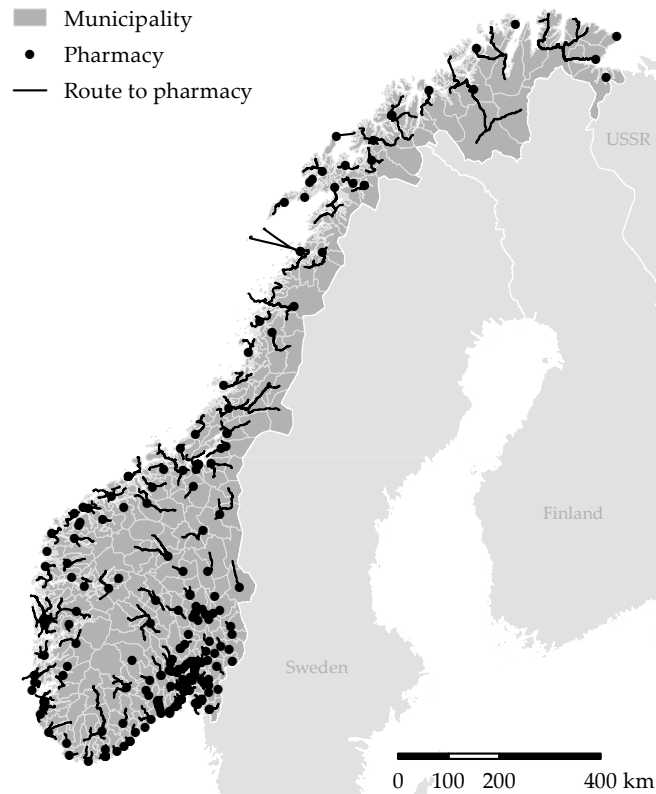 Municipality
Pharmacy
Route to pharmacy
USSR
Finland
Sweden
0 100 200 400 km